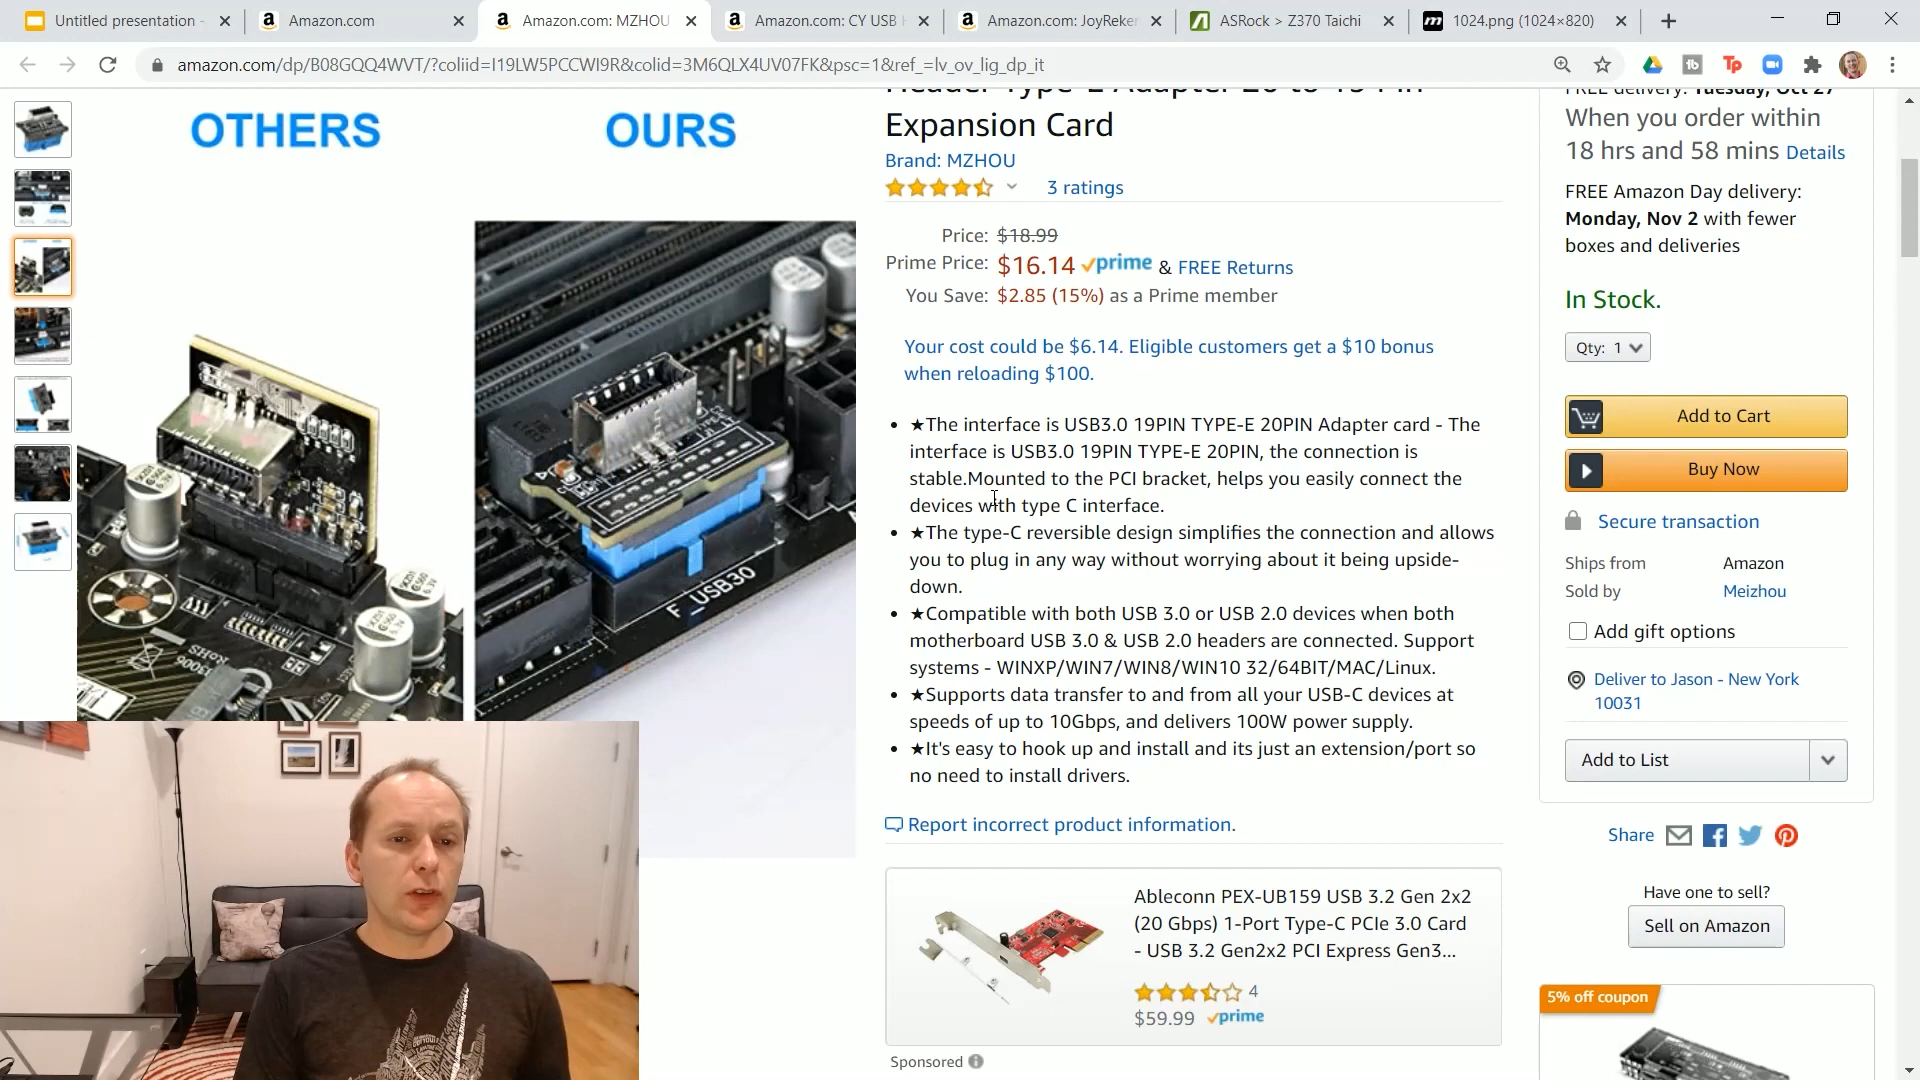 Untitled presentation -
Amazon.com
Amazon.com: MZHOU
Amazon.com: CY USB
Amazon.com: JoyReke
ASRock > Z370 Taichi
1024.png (1024×820)
amazon.com/dp/B08GQQ4WVT/?coliid=I19LW5PCCWI9R&colid=3M6QLX4UV07FK&psc=1&ref_=lv_ov_lig_dp_it
OTHERS
OURS
F_USB30
Header Type-E Adapter 20 to 19 Pin
Expansion Card
Brand: MZHOU
3 ratings
Price: $18.99
Prime Price: $16.14 prime & FREE Returns
You Save: $2.85 (15%) as a Prime member
Your cost could be $6.14. Eligible customers get a $10 bonus
when reloading $100.
• ★The interface is USB3.0 19PIN TYPE-E 20PIN Adapter card - The
interface is USB3.0 19PIN TYPE-E 20PIN, the connection is
stable.Mounted to the PCI bracket, helps you easily connect the
devices with type C interface.
• ★The type-C reversible design simplifies the connection and allows
you to plug in any way without worrying about it being upside-
down.
• ★Compatible with both USB 3.0 or USB 2.0 devices when both
motherboard USB 3.0 & USB 2.0 headers are connected. Support
systems - WINXP/WIN7/WIN8/WIN10 32/64BIT/MAC/Linux.
• ★Supports data transfer to and from all your USB-C devices at
speeds of up to 10Gbps, and delivers 100W power supply.
• ★It's easy to hook up and install and its just an extension/port so
no need to install drivers.
Report incorrect product information.
Ableconn PEX-UB159 USB 3.2 Gen 2x2
(20 Gbps) 1-Port Type-C PCIe 3.0 Card
- USB 3.2 Gen2x2 PCI Express Gen3...
4
$59.99 prime
Sponsored
FREE delivery: Tuesday, Oct 27
When you order within
18 hrs and 58 mins Details
FREE Amazon Day delivery:
Monday, Nov 2 with fewer
boxes and deliveries
In Stock.
Qty: 1
Add to Cart
Buy Now
Secure transaction
Ships from Amazon
Sold by Meizhou
Add gift options
Deliver to Jason - New York
10031
Add to List
Share
Have one to sell?
Sell on Amazon
5% off coupon